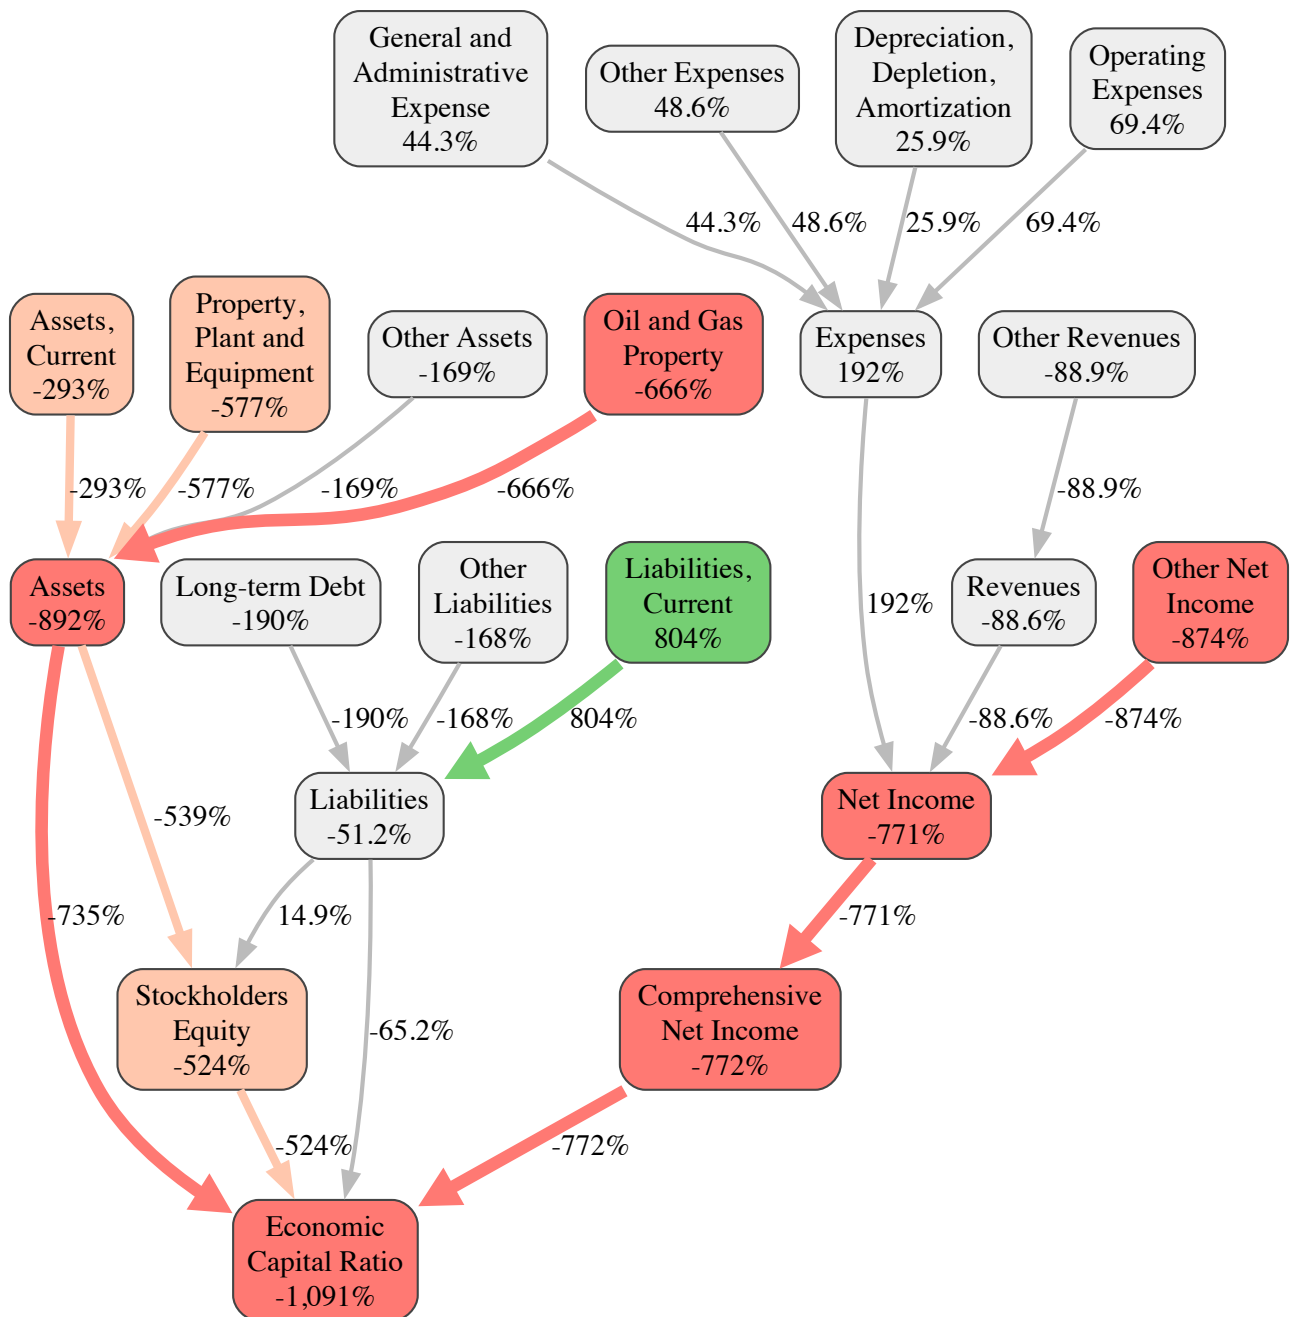 General and
Administrative
Expense
44.3%
Other Expenses
48.6%
Depreciation,
Depletion,
Amortization
25.9%
Operating
Expenses
69.4%
44.3%
48.6%
25.9%
69.4%
Assets,
Current
-293%
Property,
Plant and
Equipment
-577%
Other Assets
-169%
Oil and Gas
Property
-666%
Expenses
192%
Other Revenues
-88.9%
-293%
-577%
-169%
-666%
-88.9%
Assets
-892%
Long-term Debt
-190%
Other
Liabilities
-168%
Liabilities,
Current
804%
192%
Revenues
-88.6%
Other Net
Income
-874%
-190%
-168%
804%
-88.6%
-874%
-539%
Liabilities
-51.2%
Net Income
-771%
-735%
14.9%
-771%
Stockholders
Equity
-524%
-65.2%
Comprehensive
Net Income
-772%
-524%
-772%
Economic
Capital Ratio
-1,091%